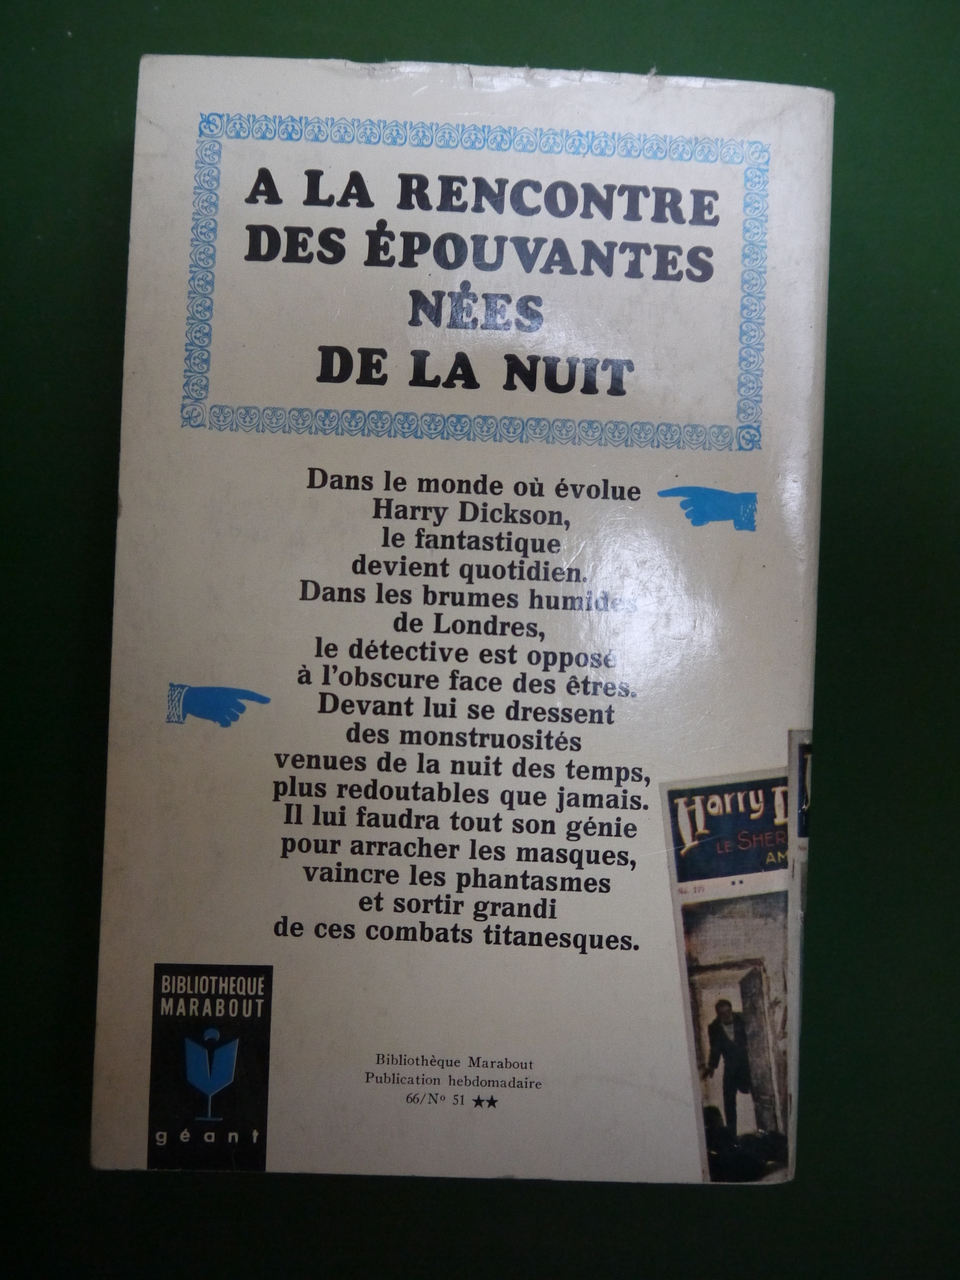 A LA RENCONTRE
DES ÉPOUVANTES
NÉES
DE LA NUIT
Dans le monde où évolue
Harry Dickson,
le fantastique
devient quotidien.
Dans les brumes humides
de Londres,
le détective est opposé
à l'obscure face des êtres.
Devant lui se dressent
des monstruosités
venues de la nuit des temps,
plus redoutables que jamais.
Il lui faudra tout son génie
pour arracher les masques,
vaincre les phantasmes
et sortir grandi
de ces combats titanesques.
Harry D
LE SHER
AM
BIBLIOTHEQUE
MARABOUT
géant
Bibliothèque Marabout
Publication hebdomadaire
66/Nº 51 ★★